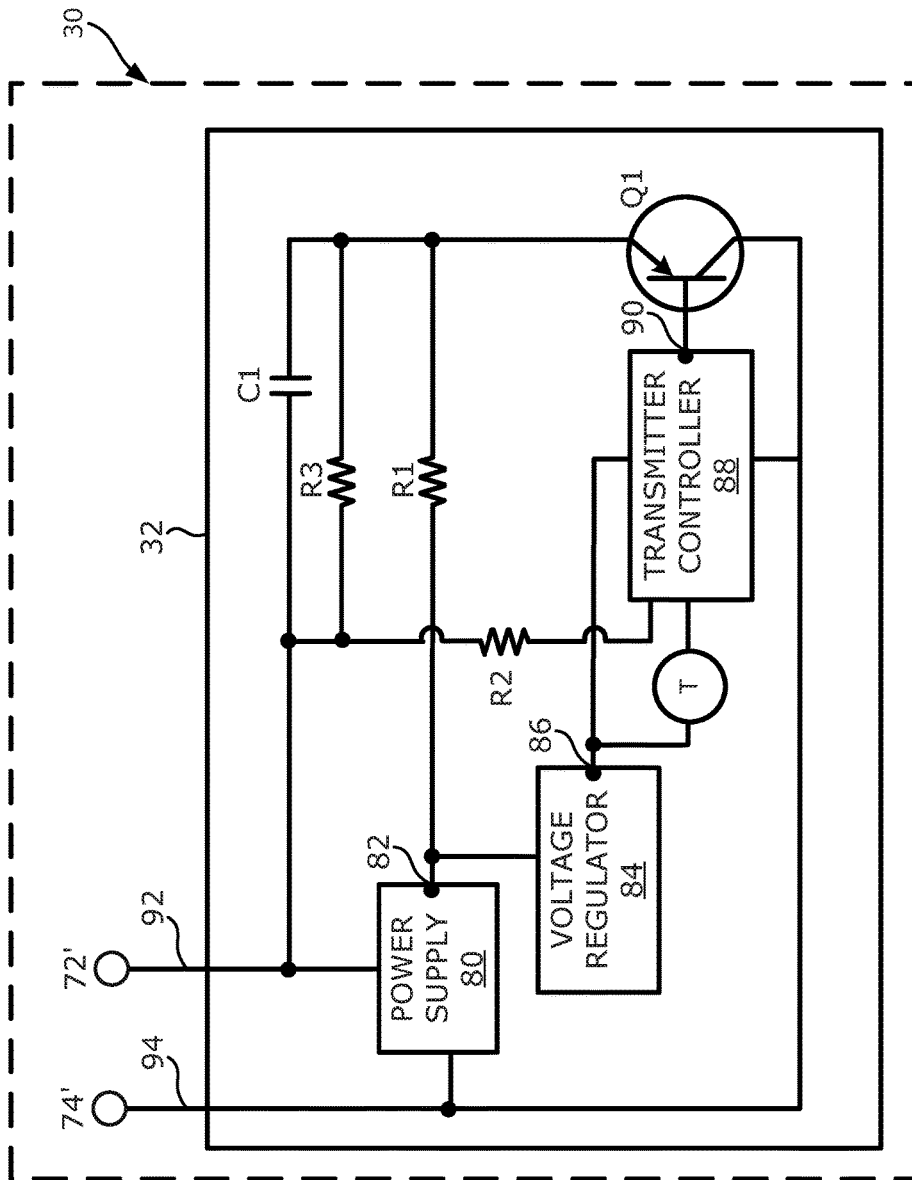 30
32
C1
R3
R1
Q1
90
TRANSMITTER
CONTROLLER
88
R2
T
86
VOLTAGE
REGULATOR
84
82
POWER
SUPPLY
80
92
72'
94
74'